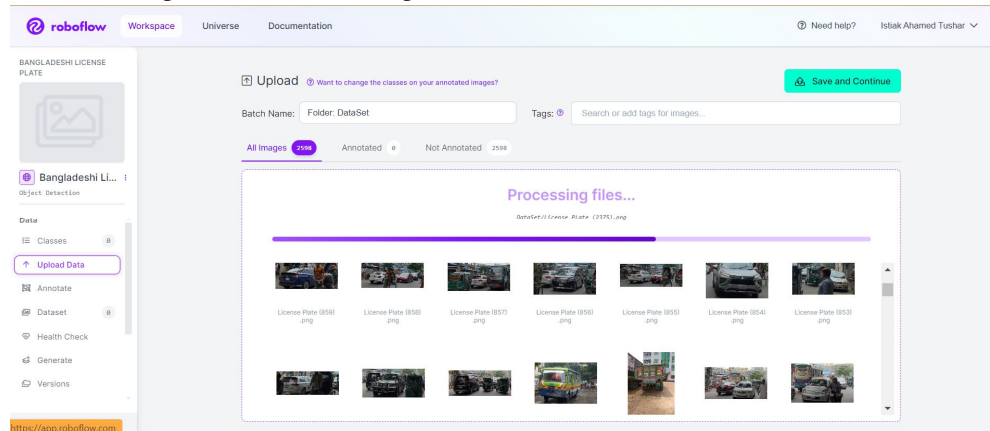 roboflow
Workspace
Universe
Documentation
Need help?
Istiak Ahamed Tushar
BANGLADESHI LICENSE
PLATE
Upload
Want to change the classes on your annotated images?
Save and Continue
Batch Name:
Folder: DataSet
Tags:
Search or add tags for images...
All Images 2598
Annotated 0
Not Annotated 2598
Bangladeshi Li...
Object Detection
Processing files...
DataSet/License Plate (2375).png
Data
Classes 0
Upload Data
Annotate
Dataset 0
Health Check
Generate
Versions
License Plate (859)
.png
License Plate (858)
.png
License Plate (857)
.png
License Plate (856)
.png
License Plate (855)
.png
License Plate (854)
.png
License Plate (853)
.png
https://app.roboflow.com